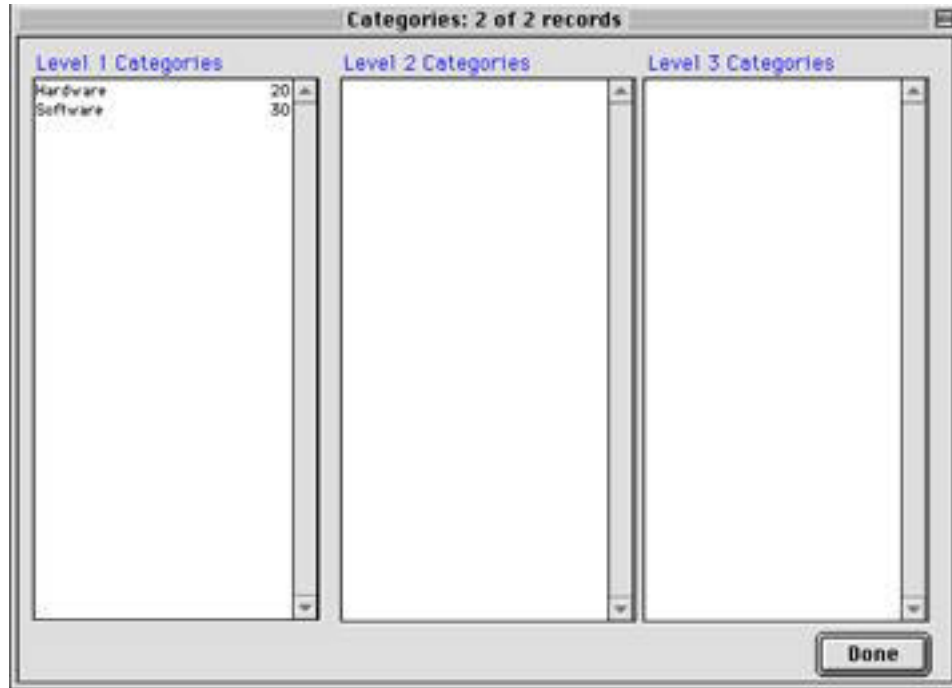 Categories: 2 of 2 records
Level 1 Categories
Level 2 Categories
Level 3 Categories
Hardware 20
Software 30
Done